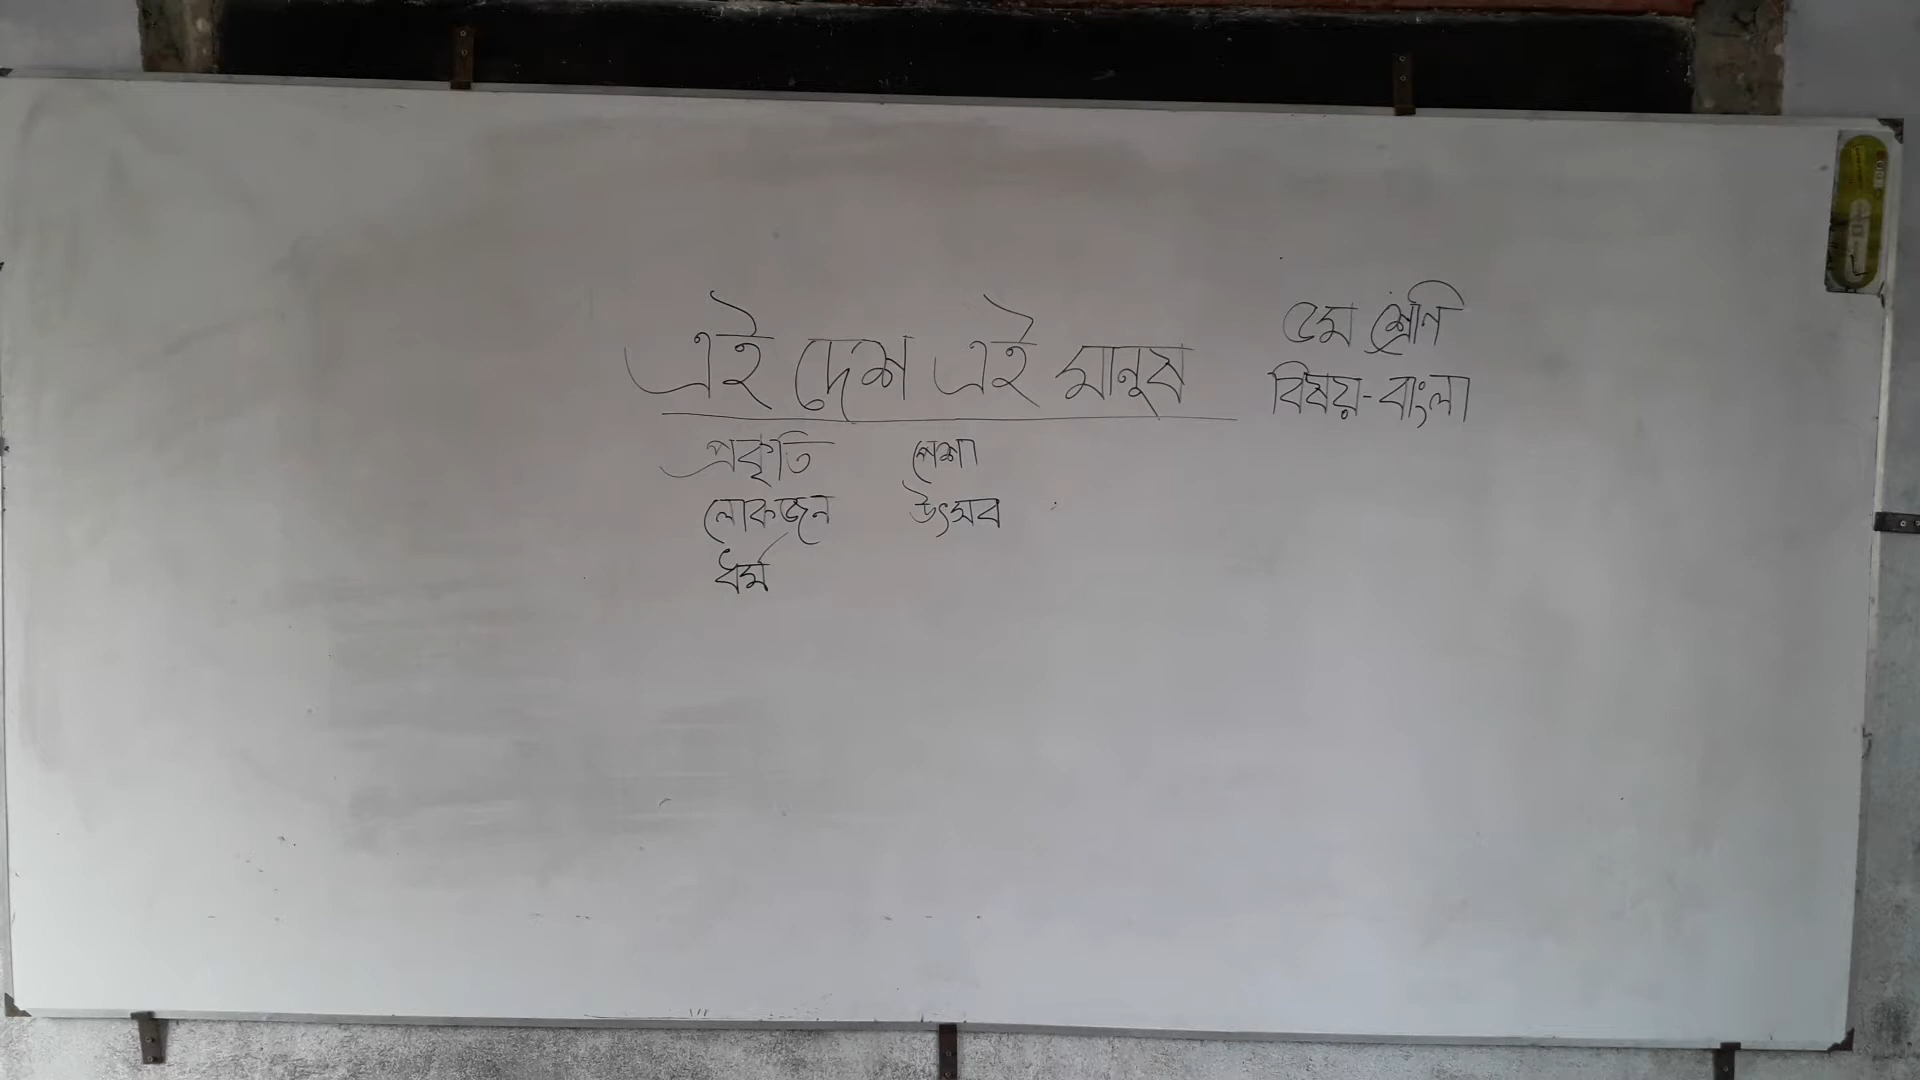 এই দেশ এই মানুষ
৫ম শ্রেণি
বিষয়-বাংলা
প্রকৃতি পেশা
লোকজন উৎসব
ধর্ম